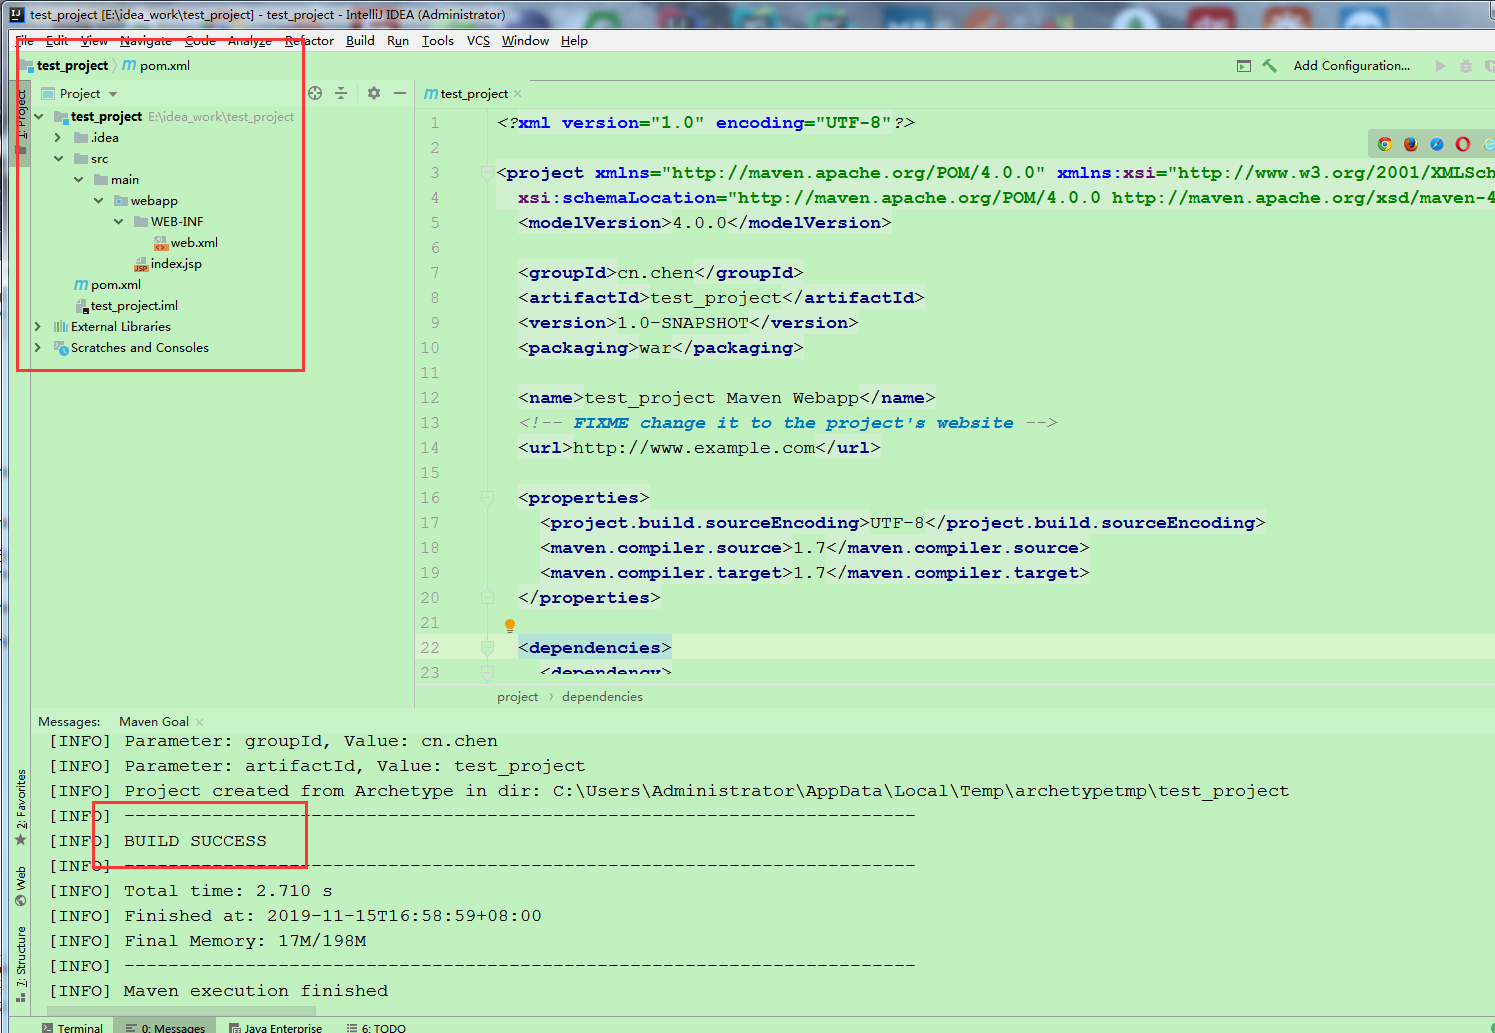 test_project [E:\idea_work\test_project] - test_project - IntelliJ IDEA (Administrator)
File Edit View Navigate Code Analyze Refactor Build Run Tools VCS Window Help
test_project pom.xml
Add Configuration...
1: Project
Project
test_project
test_project E:\idea_work\test_project
.idea
src
main
webapp
WEB-INF
web.xml
index.jsp
pom.xml
test_project.iml
External Libraries
Scratches and Consoles
1 <?xml version="1.0" encoding="UTF-8"?>
2
3 <project xmlns="http://maven.apache.org/POM/4.0.0" xmlns:xsi="http://www.w3.org/2001/XMLSch
4 xsi:schemaLocation="http://maven.apache.org/POM/4.0.0 http://maven.apache.org/xsd/maven-4
5 <modelVersion>4.0.0</modelVersion>
6
7 <groupId>cn.chen</groupId>
8 <artifactId>test_project</artifactId>
9 <version>1.0-SNAPSHOT</version>
10 <packaging>war</packaging>
11
12 <name>test_project Maven Webapp</name>
13 <!-- FIXME change it to the project's website -->
14 <url>http://www.example.com</url>
15
16 <properties>
17 <project.build.sourceEncoding>UTF-8</project.build.sourceEncoding>
18 <maven.compiler.source>1.7</maven.compiler.source>
19 <maven.compiler.target>1.7</maven.compiler.target>
20 </properties>
21
22 <dependencies>
23 <dependency>
project › dependencies
Messages: Maven Goal
[INFO] Parameter: groupId, Value: cn.chen
[INFO] Parameter: artifactId, Value: test_project
[INFO] Project created from Archetype in dir: C:\Users\Administrator\AppData\Local\Temp\archetypetmp\test_project
[INFO] ------------------------------------------------------------------------
[INFO] BUILD SUCCESS
[INFO] ------------------------------------------------------------------------
[INFO] Total time: 2.710 s
[INFO] Finished at: 2019-11-15T16:58:59+08:00
[INFO] Final Memory: 17M/198M
[INFO] ------------------------------------------------------------------------
[INFO] Maven execution finished
2: Favorites
Web
7: Structure
Terminal 0: Messages Java Enterprise 6: TODO